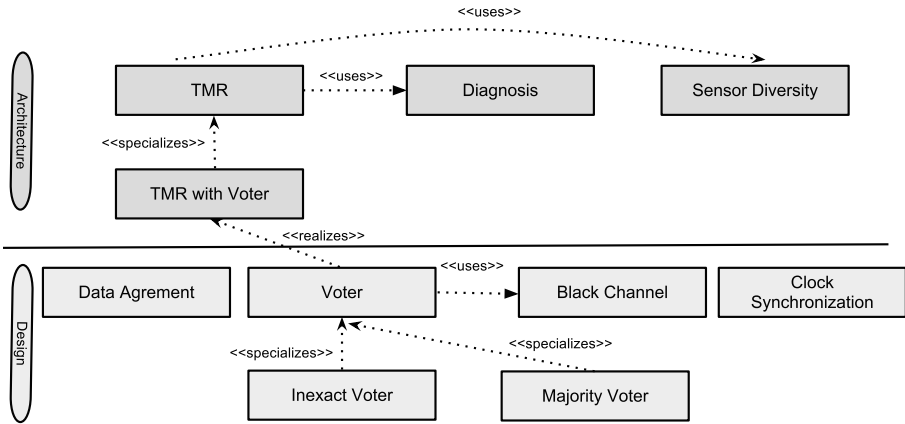 <<uses>>
Architecture
TMR
<<uses>>
Diagnosis
Sensor Diversity
<<specializes>>
TMR with Voter
<<realizes>>
Design
Data Agrement
Voter
<<uses>>
Black Channel
Clock
Synchronization
<<specializes>>
<<specializes>>
Inexact Voter
Majority Voter